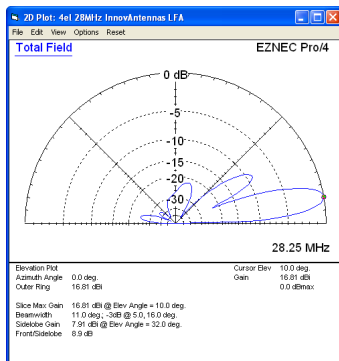 2D Plot: 4el 28MHz InnovAntennas LFA
File Edit View Options Reset
Total Field
EZNEC Pro/4
0 dB
-5
-10
-15
-20
-30
28.25 MHz
Elevation Plot
Cursor Elev 10.0 deg.
Azimuth Angle 0.0 deg.
Gain 16.81 dBi
Outer Ring 16.81 dBi
0.0 dBmax
Slice Max Gain 16.81 dBi @ Elev Angle = 10.0 deg.
Beamwidth 11.0 deg.; -3dB @ 5.0, 16.0 deg.
Sidelobe Gain 7.91 dBi @ Elev Angle = 32.0 deg.
Front/Sidelobe 8.9 dB